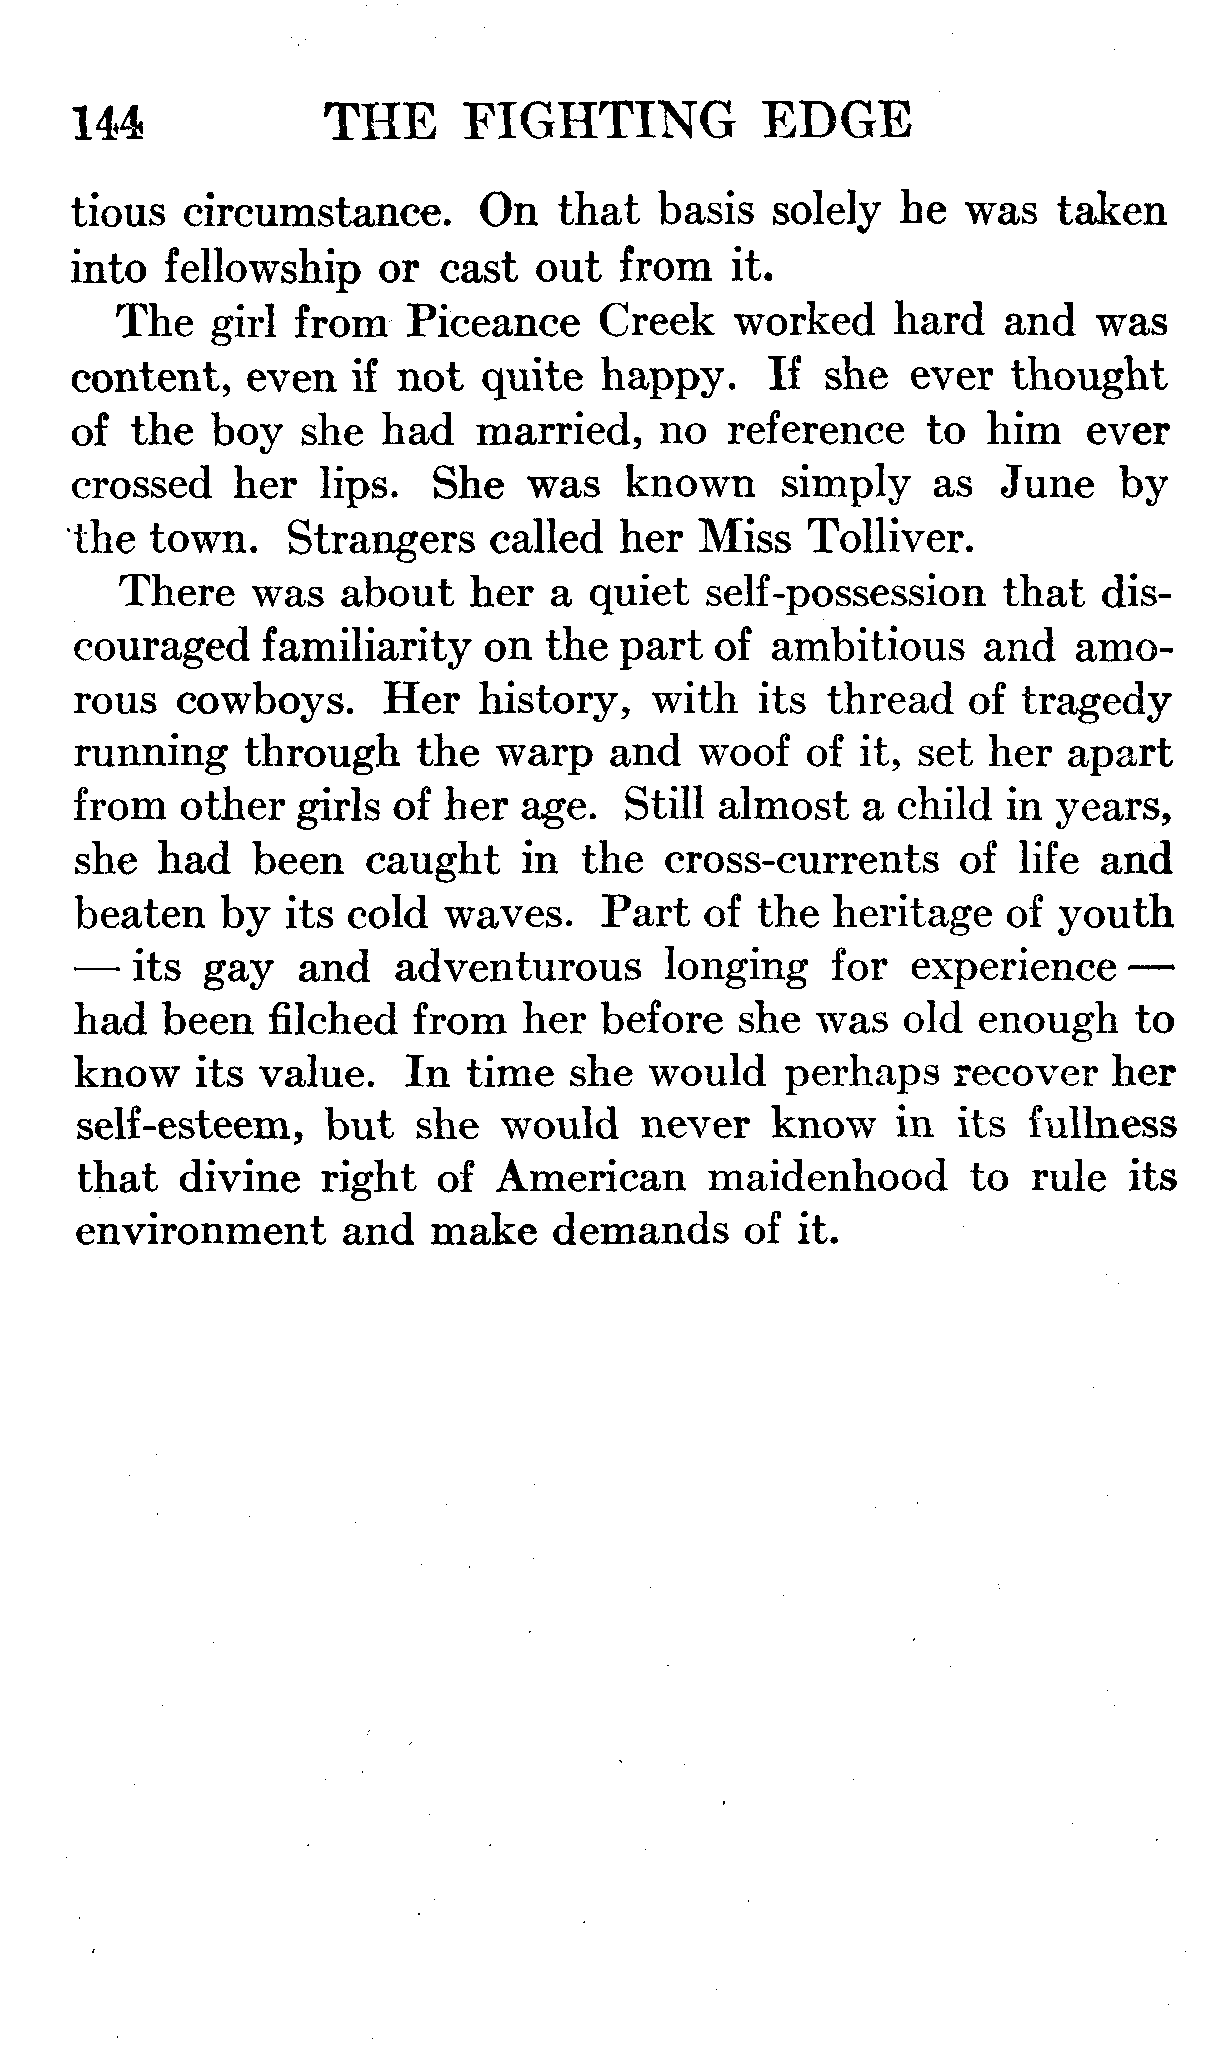 144 THE FIGHTING EDGE
tious circumstance. On that basis solely he was taken
into fellowship or cast out from it.
The girl from Piceance Creek worked hard and was
content, even if not quite happy. If she ever thought
of the boy she had married, no reference to him ever
crossed her lips. She was known simply as June by
the town. Strangers called her Miss Tolliver.
There was about her a quiet self-possession that dis-
couraged familiarity on the part of ambitious and amo-
rous cowboys. Her history, with its thread of tragedy
running through the warp and woof of it, set her apart
from other girls of her age. Still almost a child in years,
she had been caught in the cross-currents of life and
beaten by its cold waves. Part of the heritage of youth
— its gay and adventurous longing for experience —
had been filched from her before she was old enough to
know its value. In time she would perhaps recover her
self-esteem, but she would never know in its fullness
that divine right of American maidenhood to rule its
environment and make demands of it.